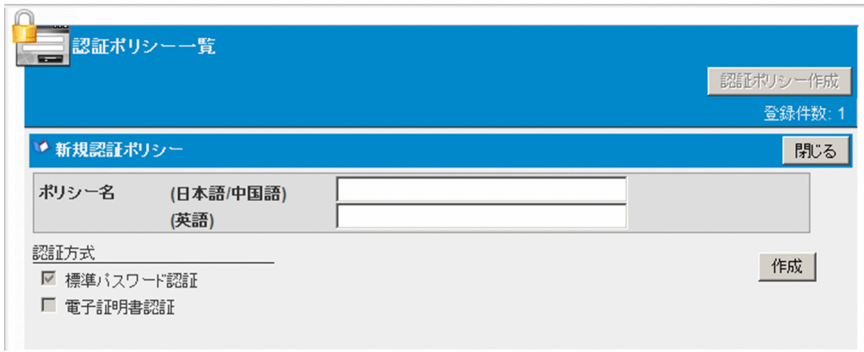 認証ポリシー一覧
認証ポリシー作成
登録件数: 1
新規認証ポリシー 閉じる
ポリシー名 (日本語/中国語)
(英語)
認証方式
作成
標準パスワード認証
電子証明書認証